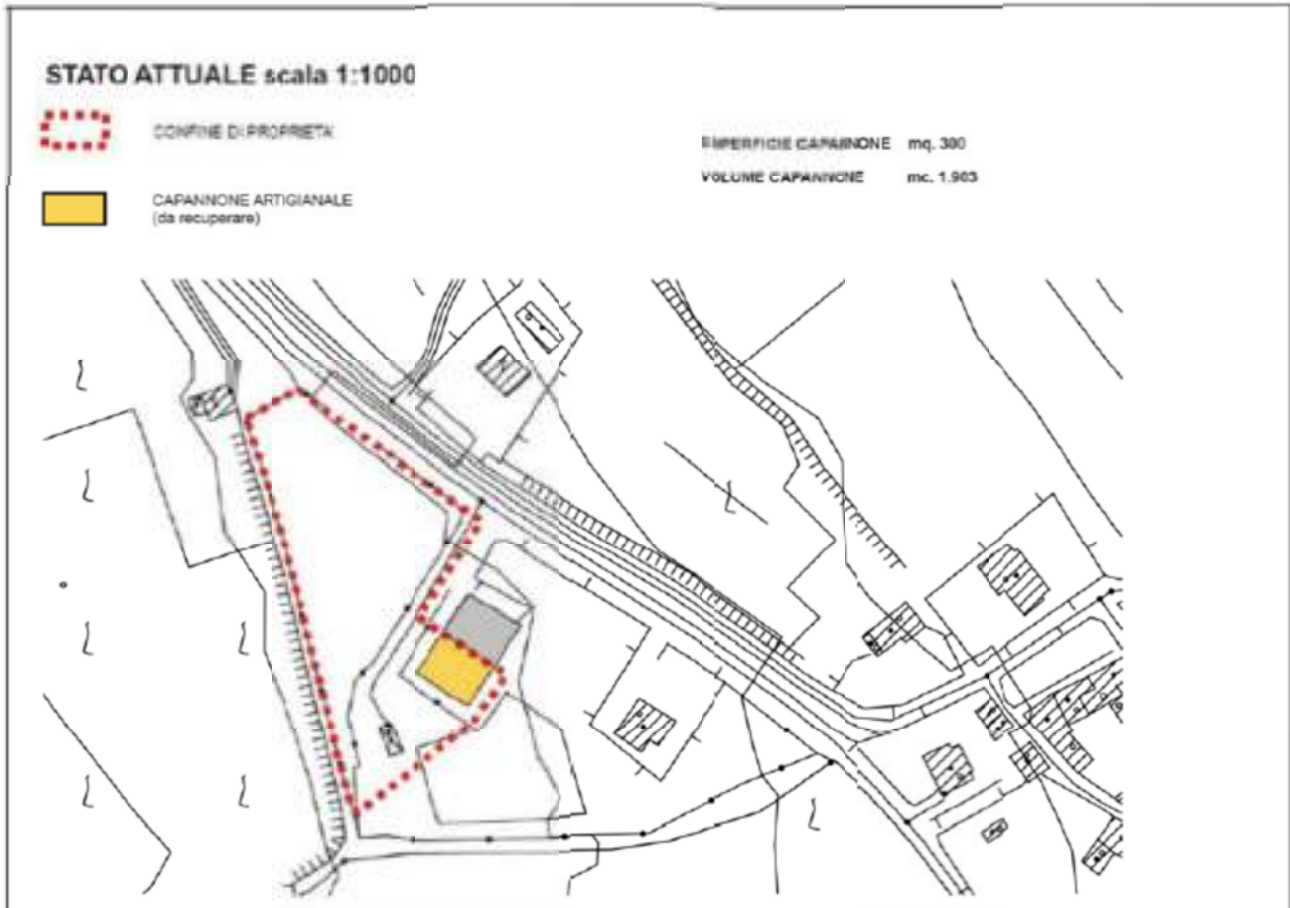 STATO ATTUALE scala 1:1000
CONFINE DI PROPRIETA'
SUPERFICIE CAPANNONE mq. 300
VOLUME CAPANNONE mc. 1.903
CAPANNONE ARTIGIANALE
(da recuperare)